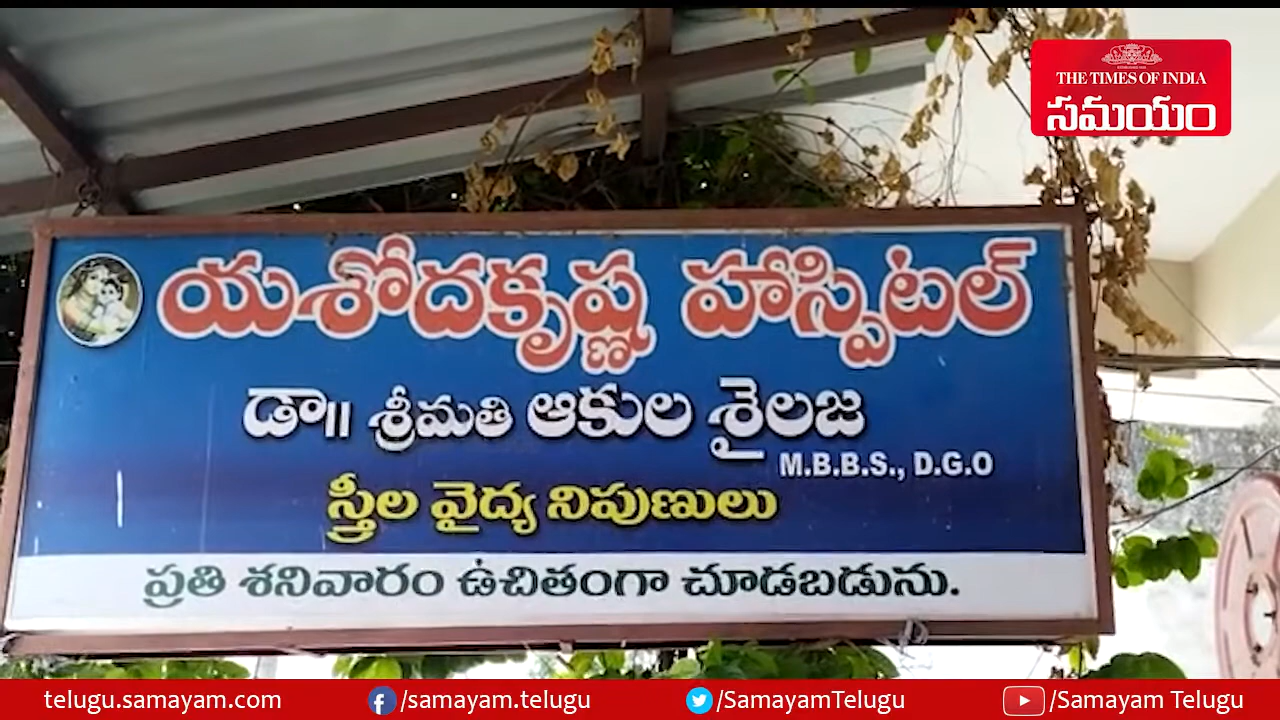 THE TIMES OF INDIA
సమయం
యశోదకృష్ణ హాస్పిటల్
డా॥ శ్రీమతి ఆకుల శైలజ
M.B.B.S., D.G.O
స్త్రీల వైద్య నిపుణులు
ప్రతి శనివారం ఉచితంగా చూడబడును.
telugu.samayam.com /samayam.telugu /SamayamTelugu /Samayam Telugu